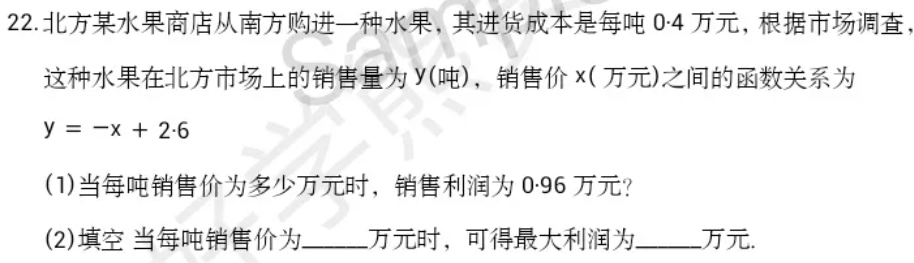 22.北方某水果商店从南方购进一种水果，其进货成本是每吨 0·4 万元，根据市场调查，
这种水果在北方市场上的销售量为 y(吨)，销售价 x( 万元)之间的函数关系为
y = −x + 2·6
(1)当每吨销售价为多少万元时，销售利润为 0·96 万元?
(2)填空 当每吨销售价为______万元时，可得最大利润为______万元.